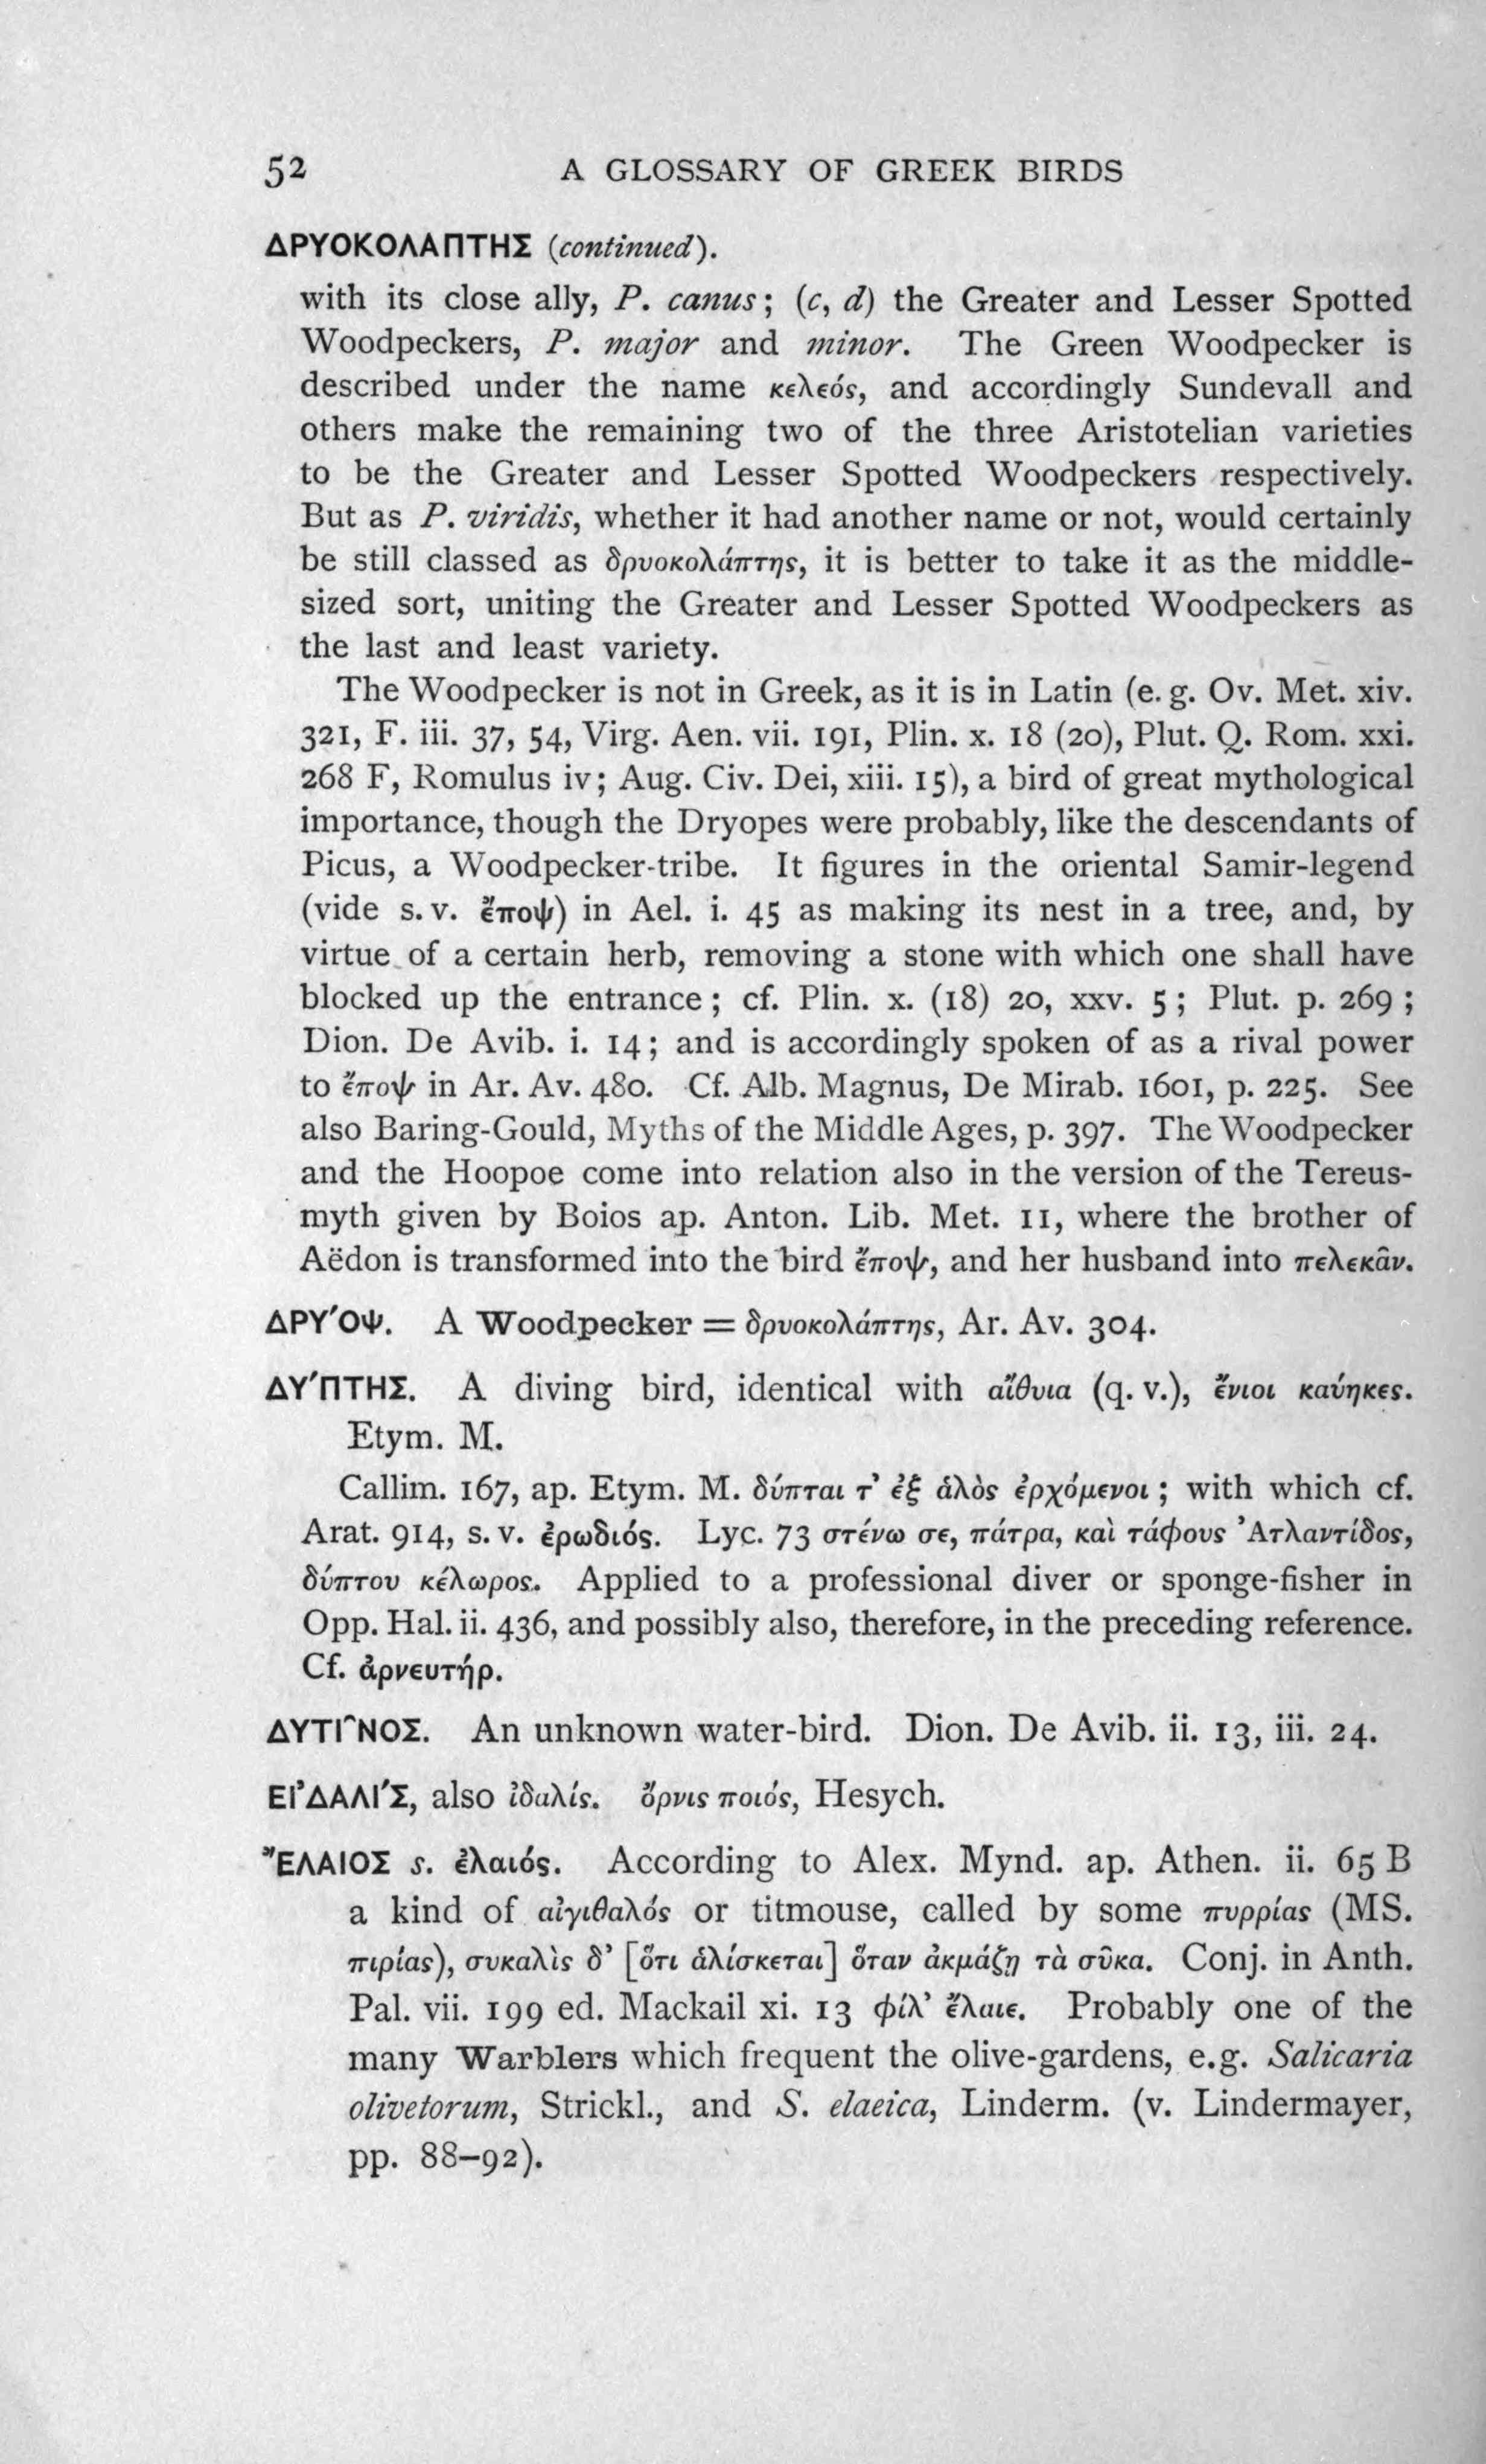 52 A GLOSSARY OF GREEK BIRDS
ΔΡΥΟΚΟΛΑΠΤΗΣ (continued).
with its close ally, P. canus; (c, d) the Greater and Lesser Spotted
Woodpeckers, P. major and minor. The Green Woodpecker is
described under the name κελεός, and accordingly Sundevall and
others make the remaining two of the three Aristotelian varieties
to be the Greater and Lesser Spotted Woodpeckers respectively.
But as P. viridis, whether it had another name or not, would certainly
be still classed as δρυοκολάπτης, it is better to take it as the middle-
sized sort, uniting the Greater and Lesser Spotted Woodpeckers as
the last and least variety.
The Woodpecker is not in Greek, as it is in Latin (e. g. Ov. Met. xiv.
321, F. iii. 37, 54, Virg. Aen. vii. 191, Plin. x. 18 (20), Plut. Q. Rom. xxi.
268 F, Romulus iv; Aug. Civ. Dei, xiii. 15), a bird of great mythological
importance, though the Dryopes were probably, like the descendants of
Picus, a Woodpecker-tribe. It figures in the oriental Samir-legend
(vide s. v. ἔποψ) in Ael. i. 45 as making its nest in a tree, and, by
virtue of a certain herb, removing a stone with which one shall have
blocked up the entrance; cf. Plin. x. (18) 20, xxv. 5; Plut. p. 269;
Dion. De Avib. i. 14; and is accordingly spoken of as a rival power
to ἔποψ in Ar. Av. 480. Cf. Alb. Magnus, De Mirab. 1601, p. 225. See
also Baring-Gould, Myths of the Middle Ages, p. 397. The Woodpecker
and the Hoopoe come into relation also in the version of the Tereus-
myth given by Boios ap. Anton. Lib. Met. 11, where the brother of
Aëdon is transformed into the bird ἔποψ, and her husband into πελεκᾶν.
ΔΡΥ´ΟΨ. A Woodpecker = δρυοκολάπτης, Ar. Av. 304.
ΔΥ´ΠΤΗΣ. A diving bird, identical with αἴθυια (q. v.), ἔνιοι καύηκες.
Etym. M.
Callim. 167, ap. Etym. M. δύπται τ᾽ ἐξ ἁλὸς ἐρχόμενοι; with which cf.
Arat. 914, s. v. ἐρωδιός. Lyc. 73 στένω σε, πάτρα, καὶ τάφους Ἀτλαντίδος,
δύπτου κέλωρος. Applied to a professional diver or sponge-fisher in
Opp. Hal. ii. 436, and possibly also, therefore, in the preceding reference.
Cf. ἀρνευτήρ.
ΔΥΤΙ῀ΝΟΣ. An unknown water-bird. Dion. De Avib. ii. 13, iii. 24.
ΕΙ᾽ΔΑΛΙ´Σ, also ἰδαλίς. ὄρνις ποιός, Hesych.
ἜΛΑΙΟΣ s. ἐλαιός. According to Alex. Mynd. ap. Athen. ii. 65 B
a kind of αἰγιθαλός or titmouse, called by some πυρρίας (MS.
πιρίας), συκαλὶς δ᾽ [ὅτι ἁλίσκεται] ὅταν ἀκμάζῃ τὰ σῦκα. Conj. in Anth.
Pal. vii. 199 ed. Mackail xi. 13 φίλ᾽ ἔλαιε. Probably one of the
many Warblers which frequent the olive-gardens, e.g. Salicaria
olivetorum, Strickl., and S. elaeica, Linderm. (v. Lindermayer,
pp. 88–92).